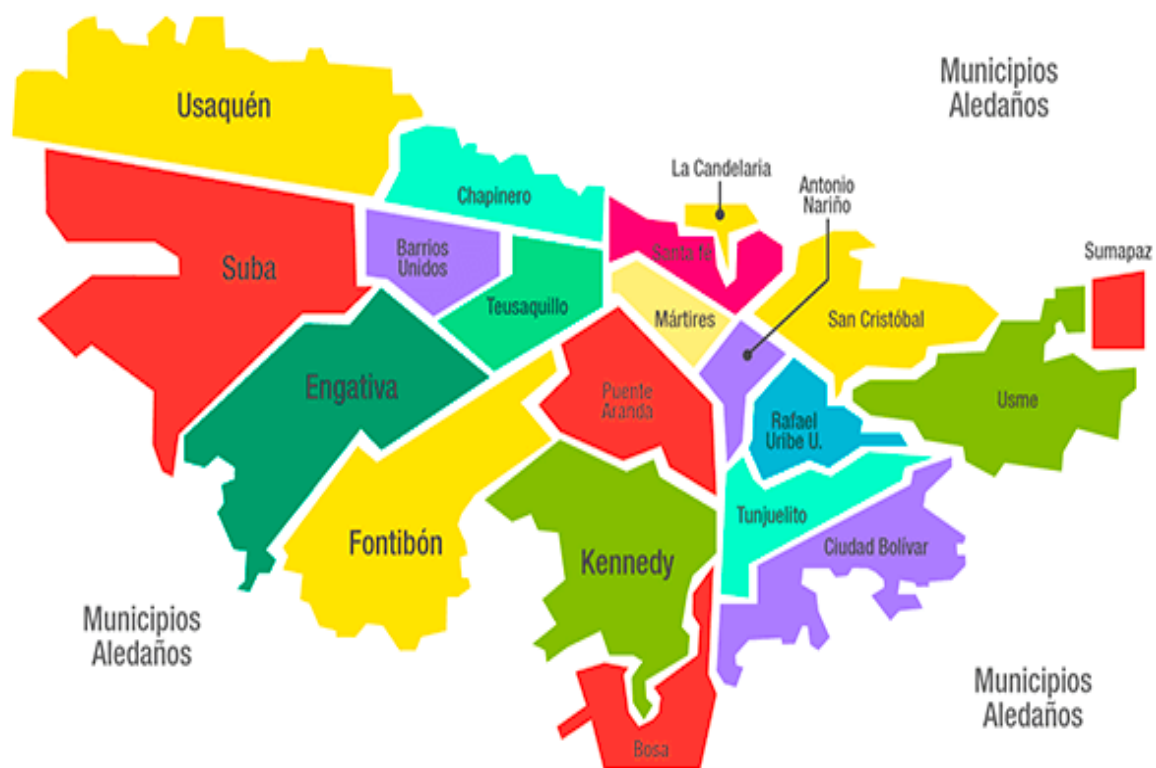 Municipios
Aledaños
Usaquén
La Candelaria
Antonio
Nariño
Chapinero
Barrios
Unidos
Santa fé
Sumapaz
Suba
Teusaquillo
Mártires
San Cristóbal
Engativa
Puente
Aranda
Usme
Rafael
Uribe U.
Fontibón
Kennedy
Tunjuelito
Ciudad Bolívar
Municipios
Aledaños
Municipios
Aledaños
Bosa